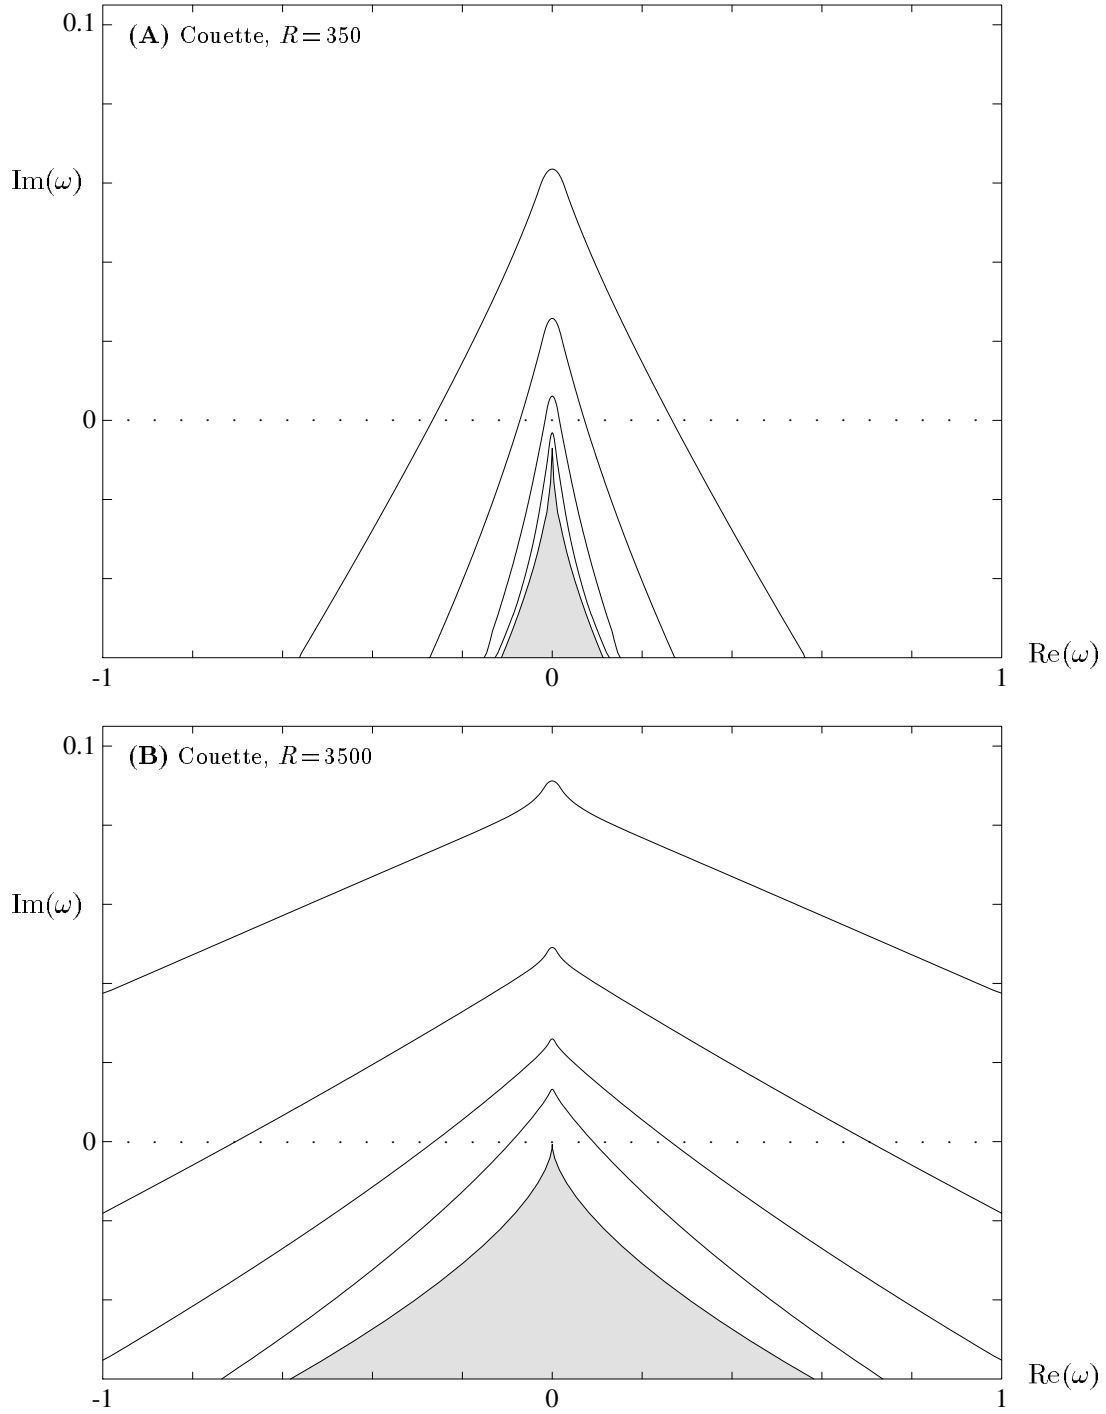 0.1
(A) Couette, R=350
Im(ω)
0
-1
0
1
Re(ω)
0.1
(B) Couette, R=3500
Im(ω)
0
-1
0
1
Re(ω)